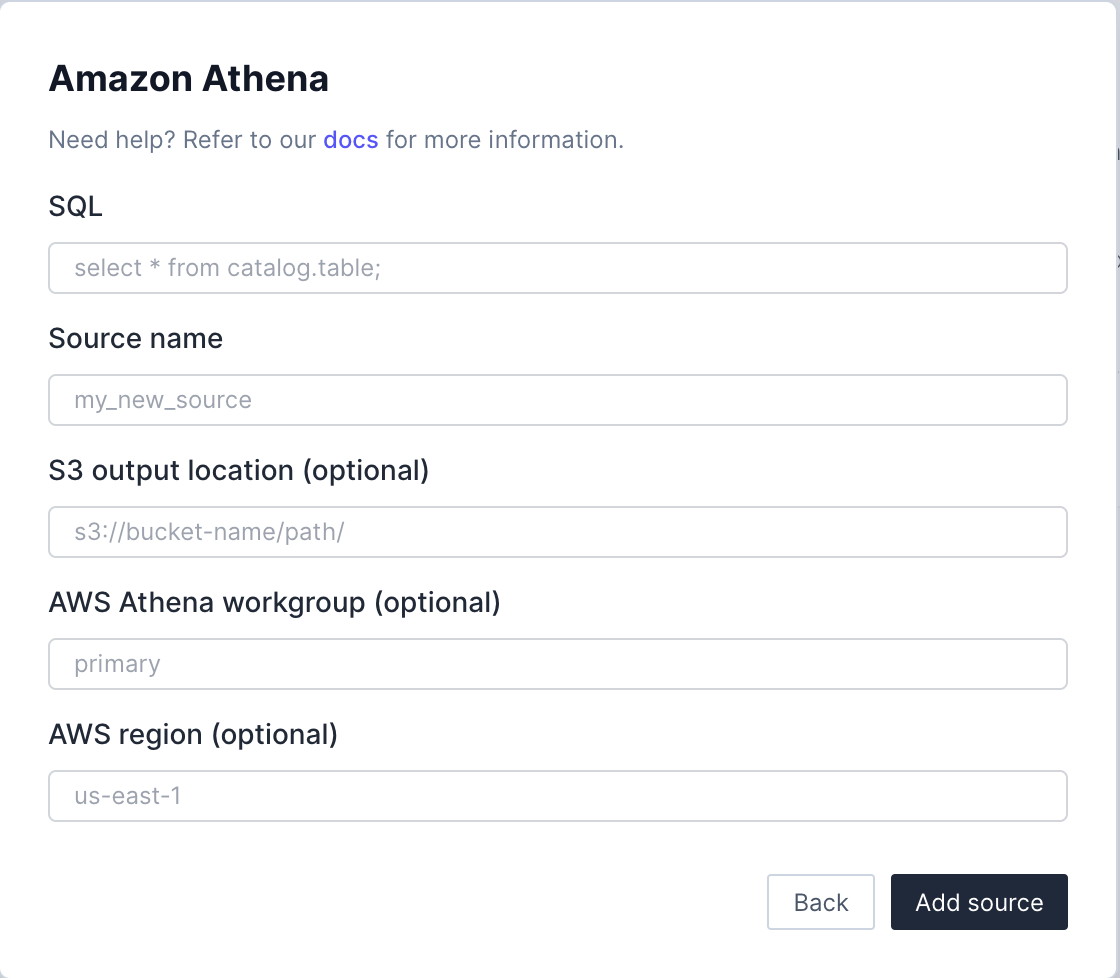 Amazon Athena
Need help? Refer to our docs for more information.
SQL
select * from catalog.table;
Source name
my_new_source
S3 output location (optional)
s3://bucket-name/path/
AWS Athena workgroup (optional)
primary
AWS region (optional)
us-east-1
Back
Add source